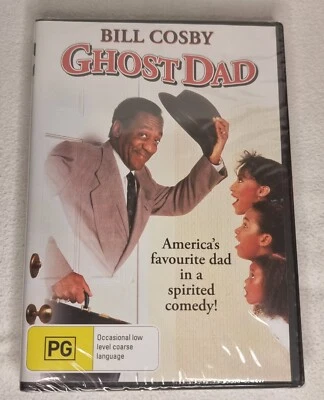 BILL COSBY
GHOST DAD
America's
favourite dad
in a
spirited
comedy!
PG
Occasional low
level coarse
language